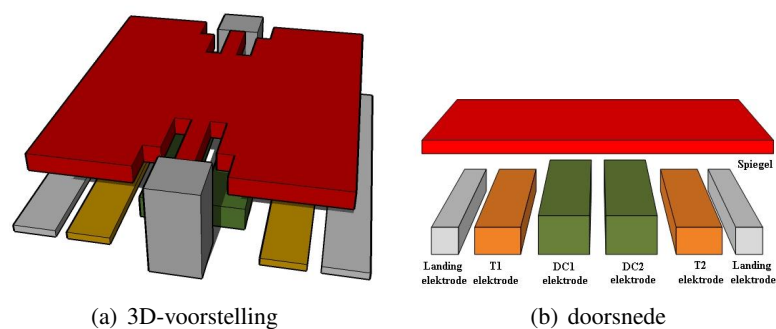 Spiegel
Landing elektrode
T1 elektrode
DC1 elektrode
DC2 elektrode
T2 elektrode
Landing elektrode
(a) 3D-voorstelling
(b) doorsnede